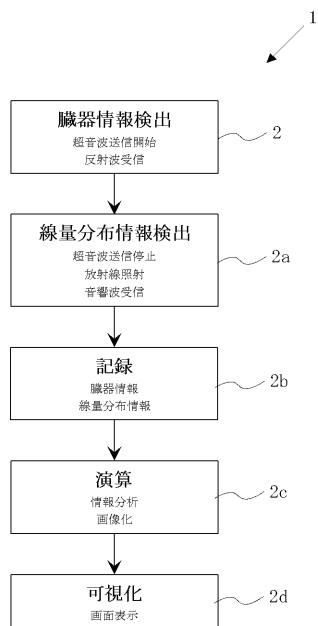 1
臓器情報検出
超音波送信開始
反射波受信
2
線量分布情報検出
超音波送信停止
放射線照射
音響波受信
2a
記録
臓器情報
線量分布情報
2b
演算
情報分析
画像化
2c
可視化
画面表示
2d